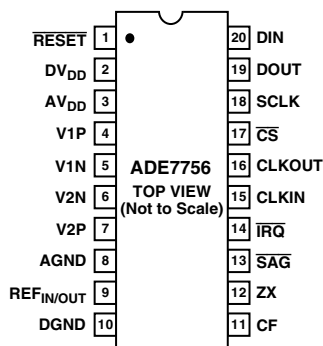 RESET 1
DVDD 2
AVDD 3
V1P 4
V1N 5
V2N 6
V2P 7
AGND 8
REFIN/OUT 9
DGND 10
ADE7756
TOP VIEW
(Not to Scale)
20 DIN
19 DOUT
18 SCLK
17 CS
16 CLKOUT
15 CLKIN
14 IRQ
13 SAG
12 ZX
11 CF